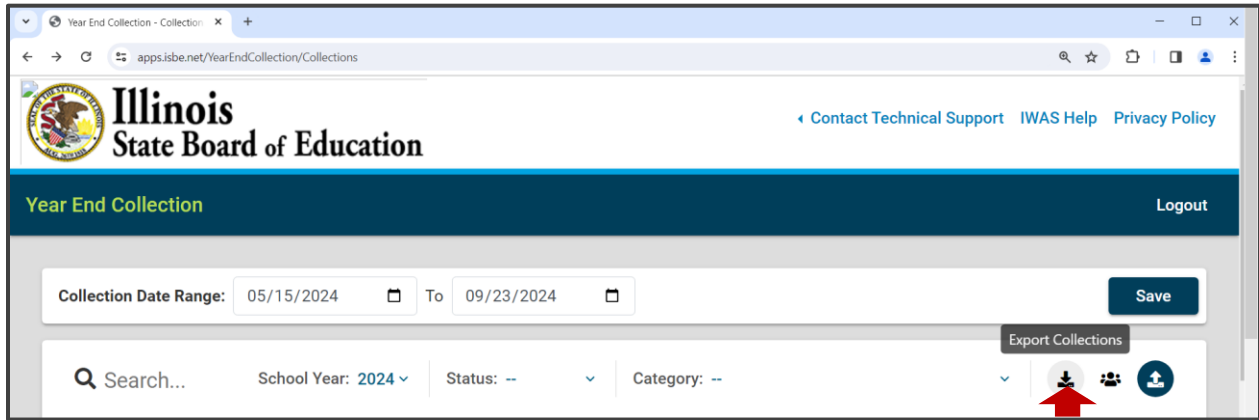 Year End Collection - Collection
apps.isbe.net/YearEndCollection/Collections
Illinois
State Board of Education
Contact Technical Support IWAS Help Privacy Policy
Year End Collection Logout
Collection Date Range: 05/15/2024 To 09/23/2024 Save
Export Collections
Search... School Year: 2024 Status: -- Category: --